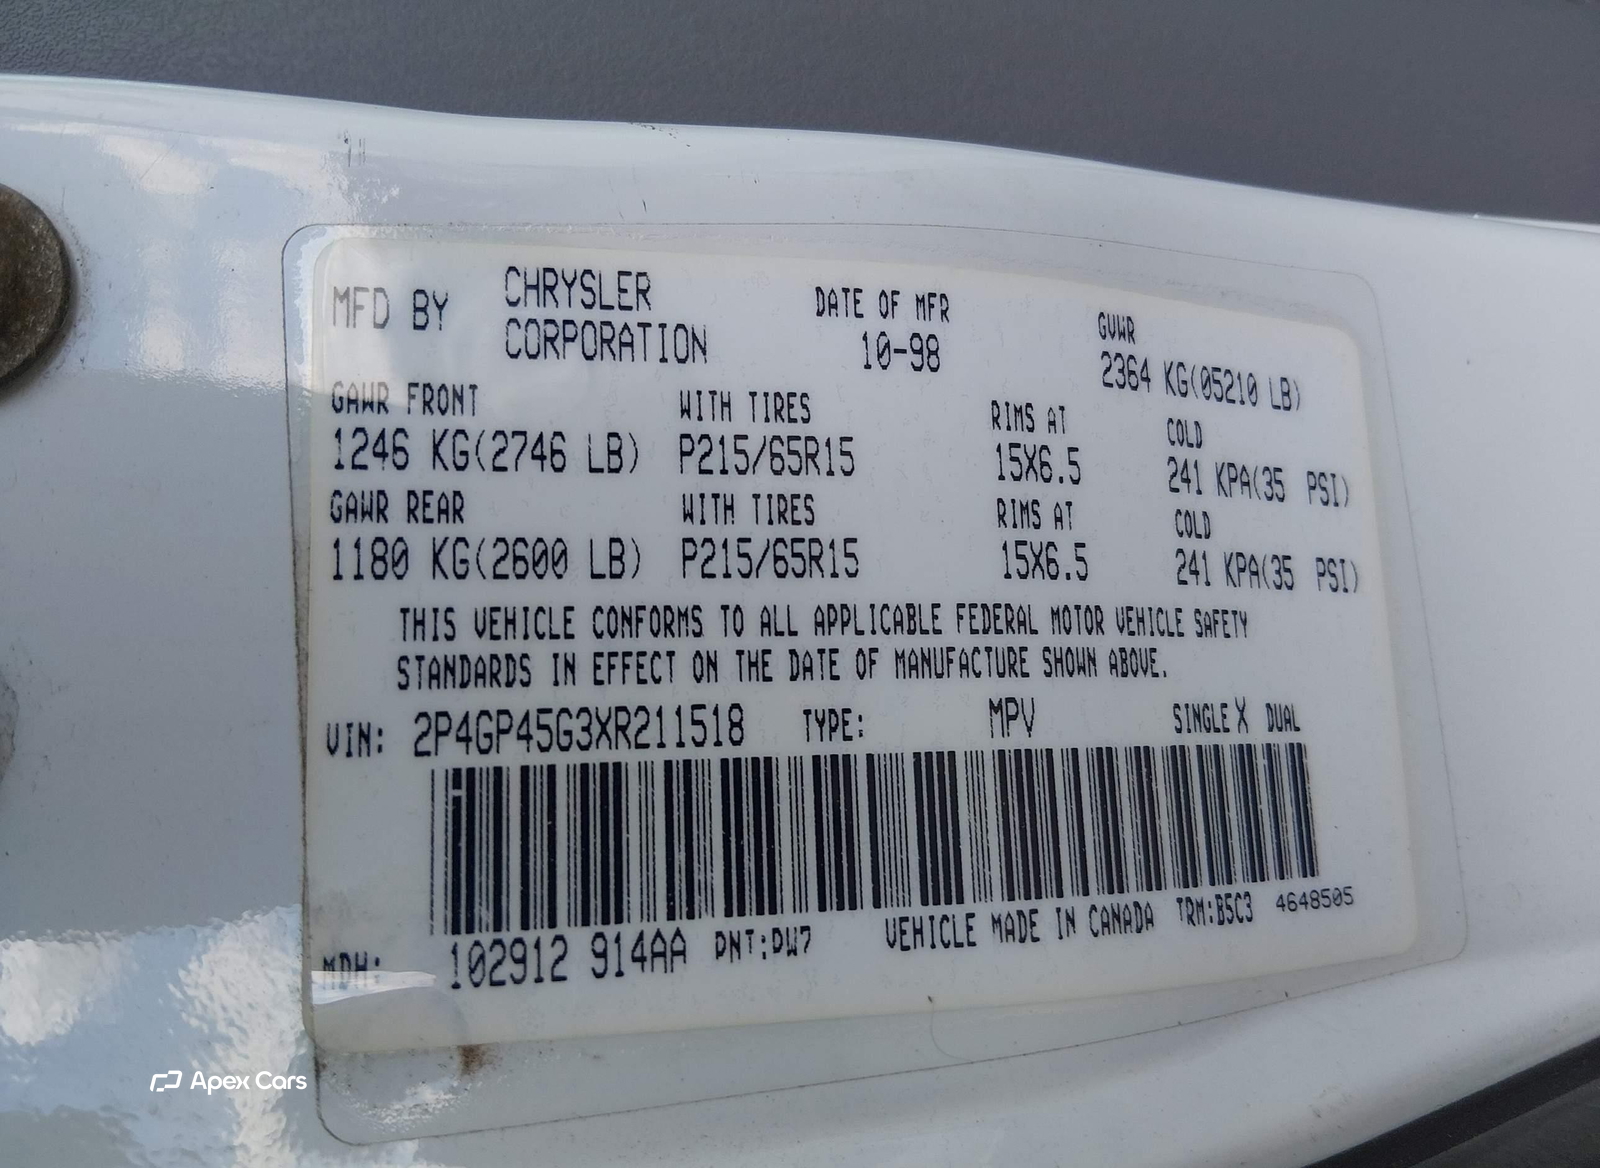 MFD BY CHRYSLER CORPORATION DATE OF MFR 10-98 GVWR 2364 KG(05210 LB)
GAWR FRONT WITH TIRES RIMS AT COLD
1246 KG(2746 LB) P215/65R15 15X6.5 241 KPA(35 PSI)
GAWR REAR WITH TIRES RIMS AT COLD
1180 KG(2600 LB) P215/65R15 15X6.5 241 KPA(35 PSI)
THIS VEHICLE CONFORMS TO ALL APPLICABLE FEDERAL MOTOR VEHICLE SAFETY
STANDARDS IN EFFECT ON THE DATE OF MANUFACTURE SHOWN ABOVE.
VIN: 2P4GP45G3XR211518 TYPE: MPV SINGLE X DUAL
MDH: 102912 914AA PNT:PW7 VEHICLE MADE IN CANADA TRM:B5C3 4648505
Apex Cars